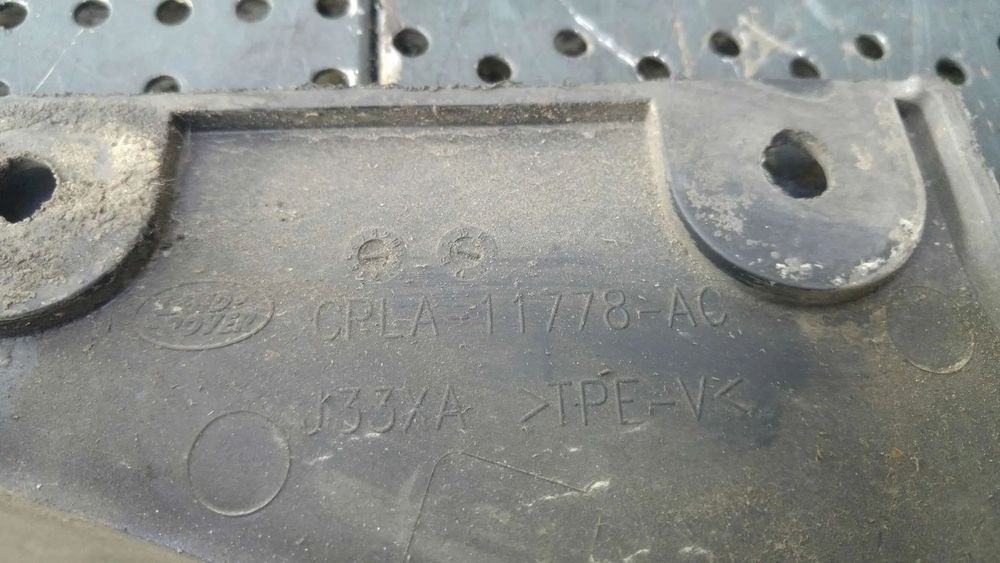 LAND
ROVER
CPLA-11778-AC
J33XA >TPE-V<